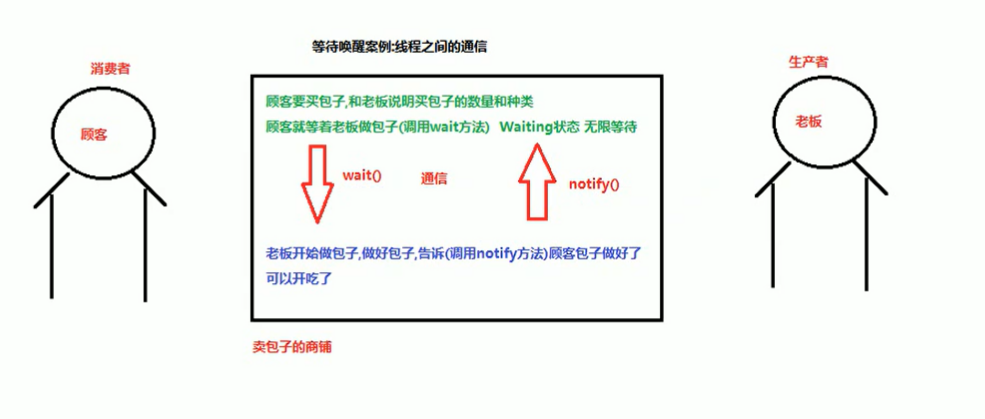 等待唤醒案例:线程之间的通信
消费者
生产者
顾客
老板
顾客要买包子,和老板说明买包子的数量和种类
顾客就等着老板做包子(调用wait方法) Waiting状态 无限等待
wait()
通信
notify()
老板开始做包子,做好包子,告诉(调用notify方法)顾客包子做好了
可以开吃了
卖包子的商铺